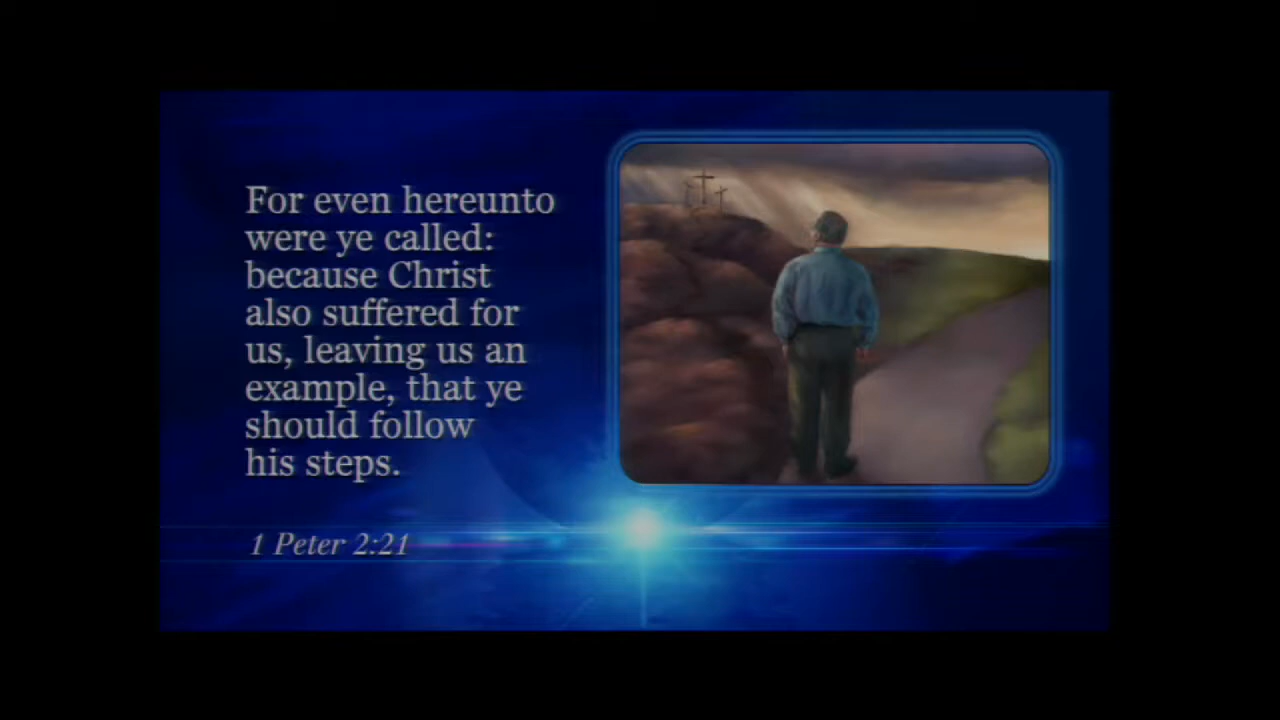 For even hereunto
were ye called:
because Christ
also suffered for
us, leaving us an
example, that ye
should follow
his steps.
1 Peter 2:21